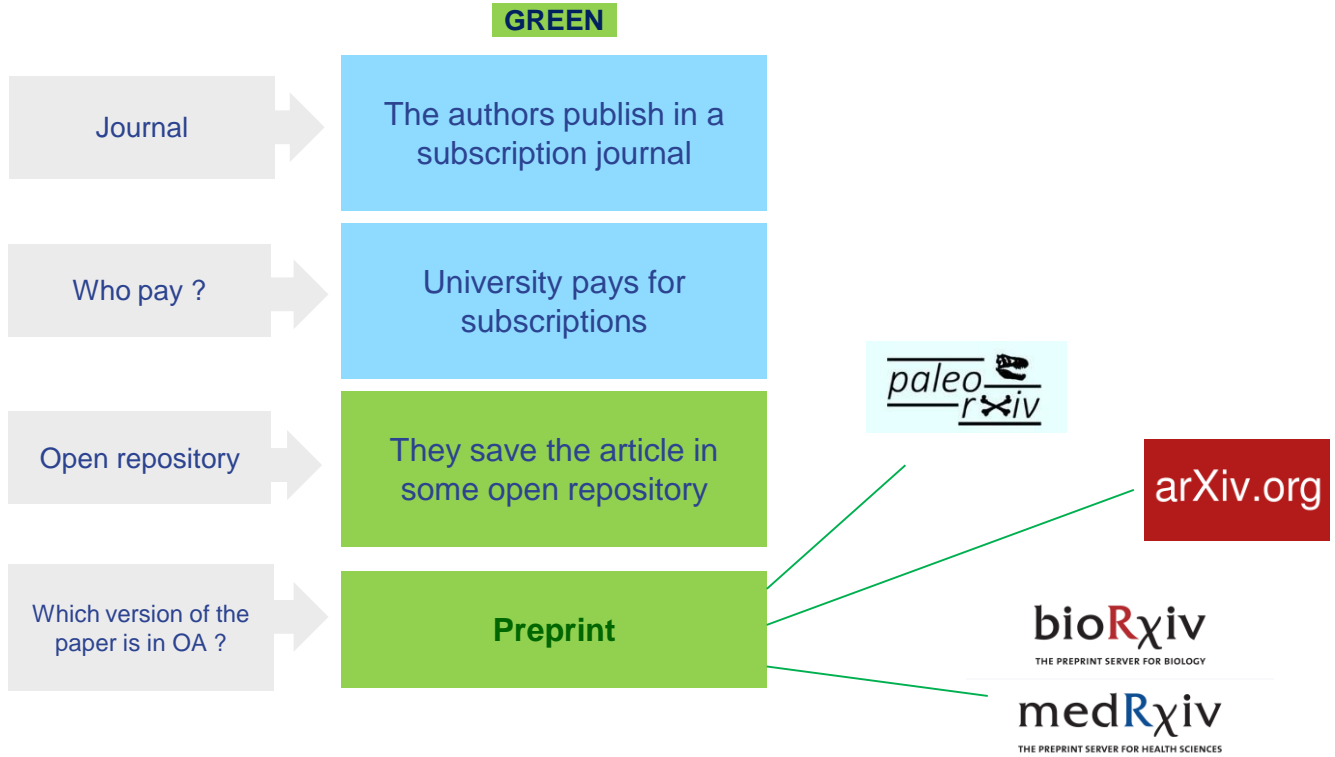 GREEN
Journal
The authors publish in a
subscription journal
Who pay ?
University pays for
subscriptions
Open repository
They save the article in
some open repository
Which version of the
paper is in OA ?
Preprint
paleo
rxiv
arXiv.org
bioRχiv
THE PREPRINT SERVER FOR BIOLOGY
medRχiv
THE PREPRINT SERVER FOR HEALTH SCIENCES